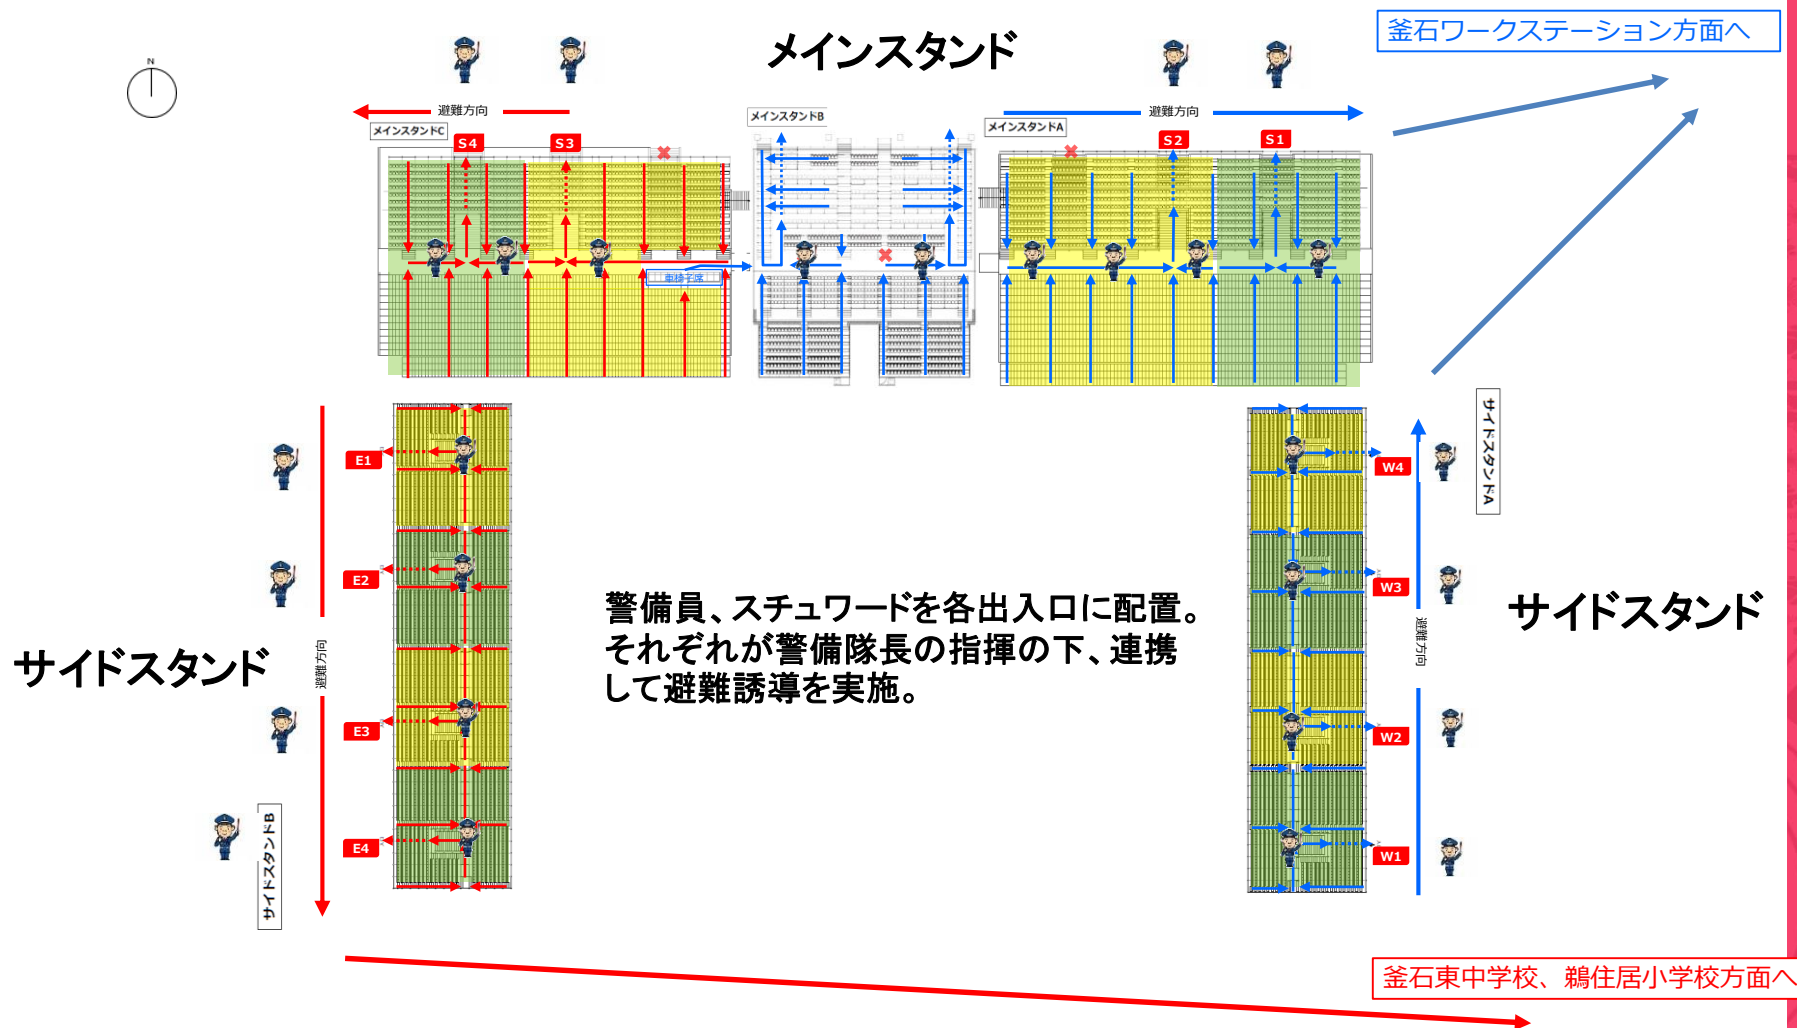 メインスタンド
釜石ワークステーション方面へ
N
避難方向
避難方向
メインスタンドC
メインスタンドB
メインスタンドA
S4
S3
S2
S1
車椅子席
サイドスタンドA
E1
W4
E2
W3
警備員、スチュワードを各出入口に配置。
それぞれが警備隊長の指揮の下、連携
して避難誘導を実施。
サイドスタンド
サイドスタンド
避難方向
避難方向
E3
W2
E4
W1
サイドスタンドB
釜石東中学校、鵜住居小学校方面へ